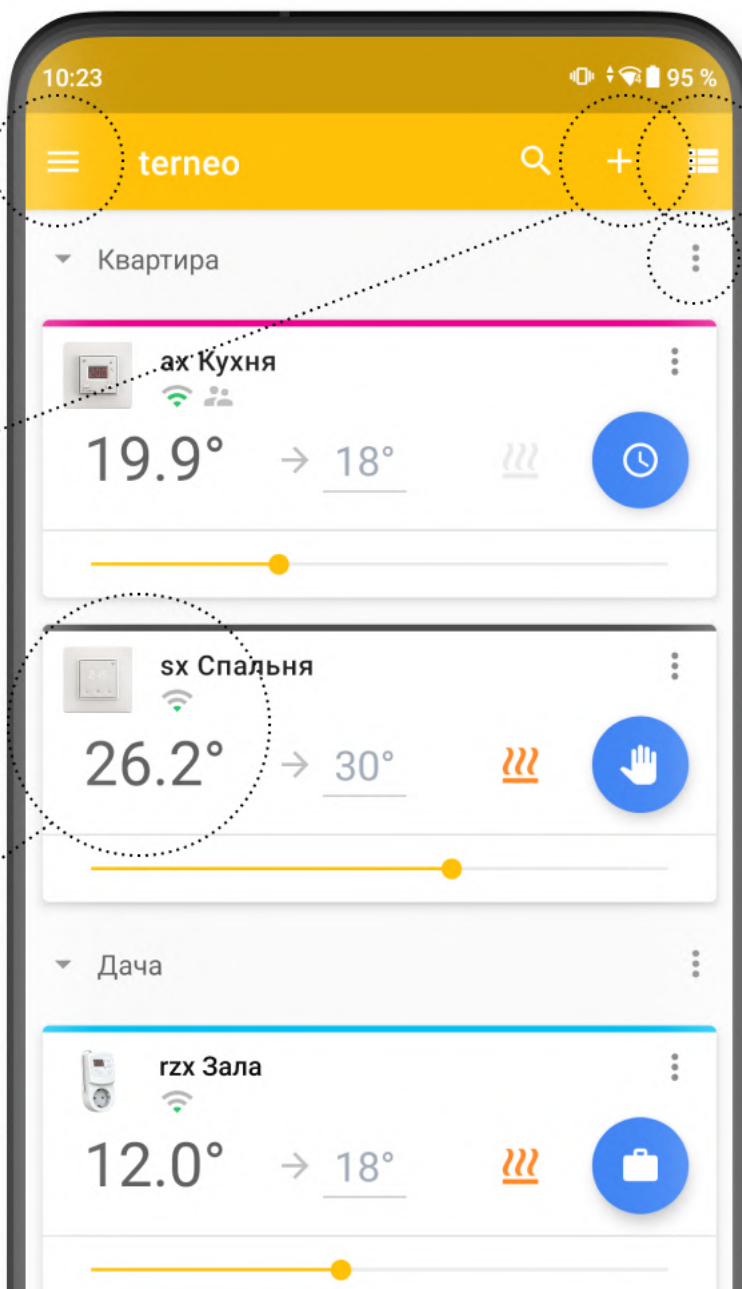 10:23
95 %
terneo
Квартира
ax Кухня
19.9°
18°
sx Спальня
26.2°
30°
Дача
rzx Зала
12.0°
18°